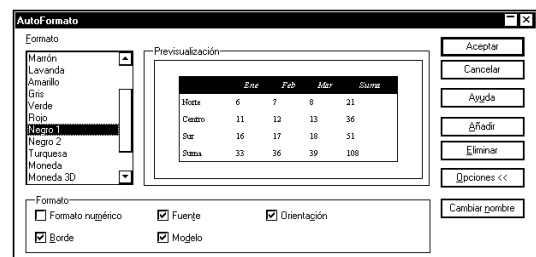 AutoFormato
Formato
Marrón
Lavanda
Amarillo
Gris
Verde
Rojo
Negro 1
Negro 2
Turquesa
Moneda
Moneda 3D
Previsualización
Ene Feb Mar Suma
Norte 6 7 8 21
Centro 11 12 13 36
Sur 16 17 18 51
Suma 33 36 39 108
Aceptar
Cancelar
Ayuda
Añadir
Eliminar
Opciones <<
Cambiar nombre
Formato
Formato numérico Fuente Orientación
Borde Modelo